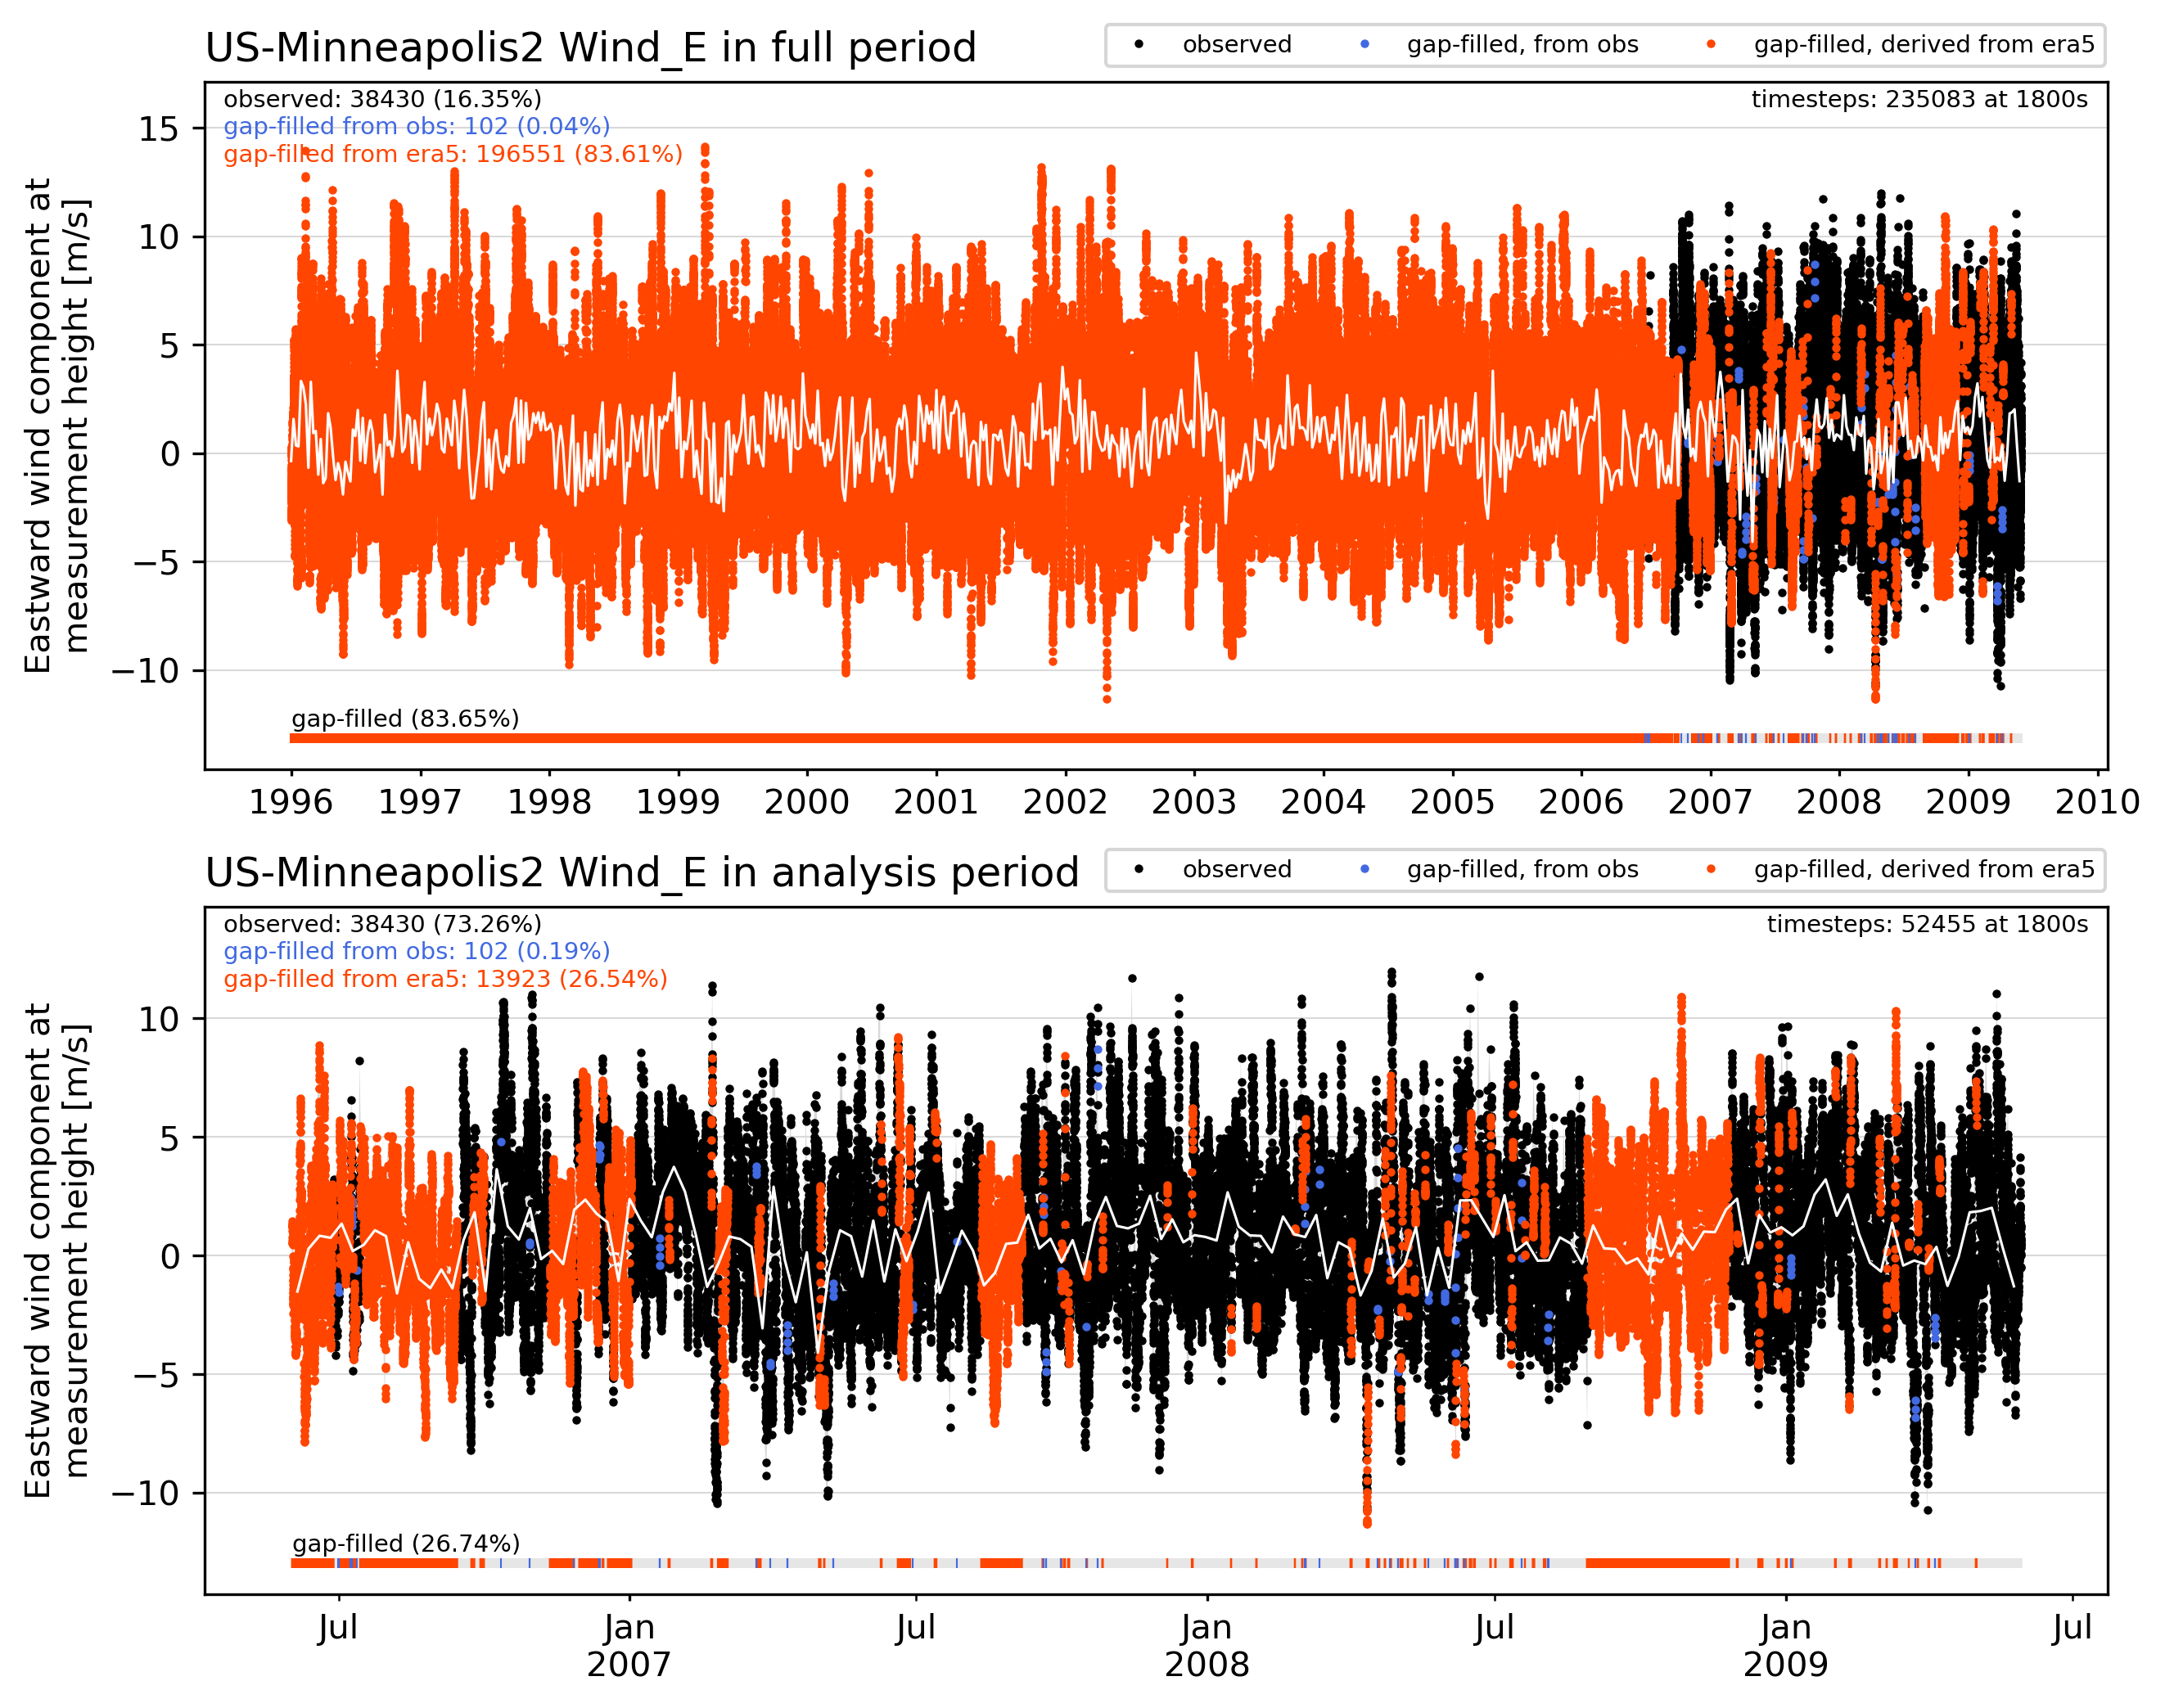 US-Minneapolis2 Wind_E in full period
observed
gap-filled, from obs
gap-filled, derived from era5
observed: 38430 (16.35%)
gap-filled from obs: 102 (0.04%)
gap-filled from era5: 196551 (83.61%)
timesteps: 235083 at 1800s
Eastward wind component at
measurement height [m/s]
15
10
5
0
−5
−10
gap-filled (83.65%)
1996
1997
1998
1999
2000
2001
2002
2003
2004
2005
2006
2007
2008
2009
2010
US-Minneapolis2 Wind_E in analysis period
observed
gap-filled, from obs
gap-filled, derived from era5
observed: 38430 (73.26%)
gap-filled from obs: 102 (0.19%)
gap-filled from era5: 13923 (26.54%)
timesteps: 52455 at 1800s
Eastward wind component at
measurement height [m/s]
10
5
0
−5
−10
gap-filled (26.74%)
Jul
Jan
2007
Jul
Jan
2008
Jul
Jan
2009
Jul